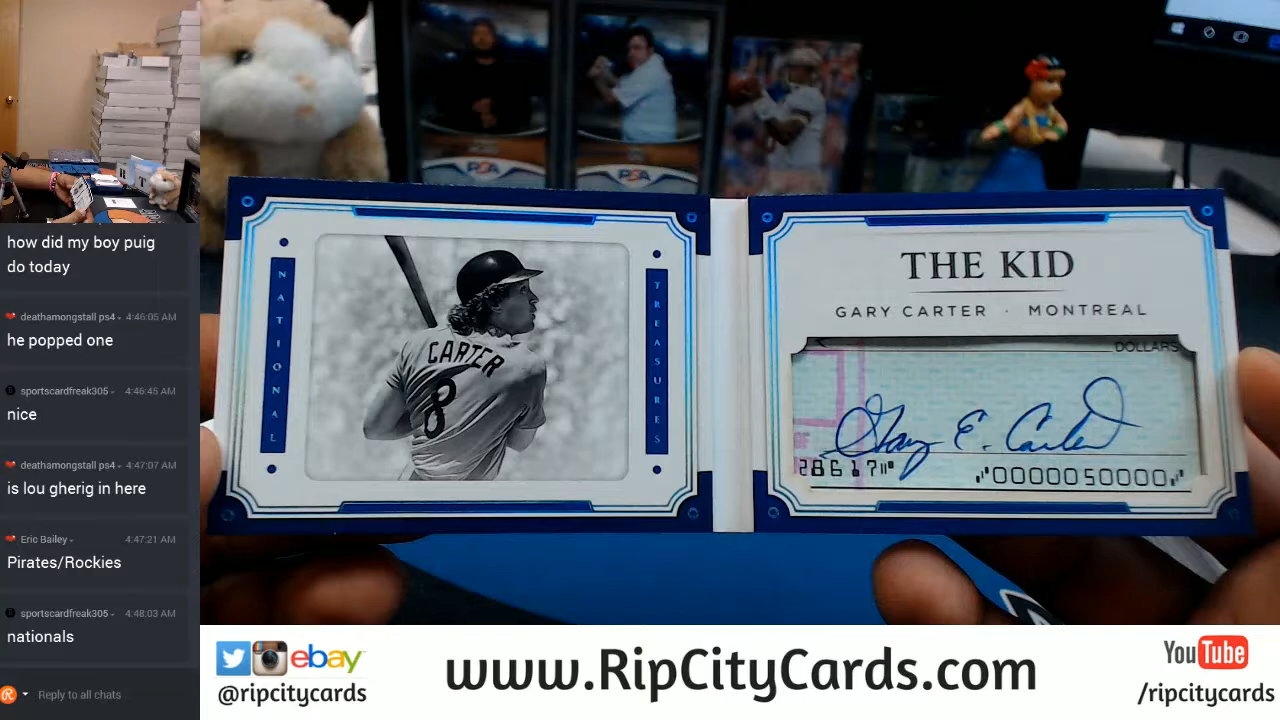 how did my boy puig
do today
deathamongstall ps4 4:46:05 AM
he popped one
sportscardfreak305 4:46:45 AM
nice
deathamongstall ps4 4:47:07 AM
is lou gherig in here
Eric Bailey 4:47:21 AM
Pirates/Rockies
sportscardfreak305 4:48:03 AM
nationals
Reply to all chats
PSA
PSA
NATIONAL
TREASURES
CARTER
8
THE KID
GARY CARTER · MONTREAL
DOLLARS
Gary E. Carter
28617⑈ ⑈0000050000⑈
ebay
@ripcitycards
www.RipCityCards.com
YouTube
/ripcitycards